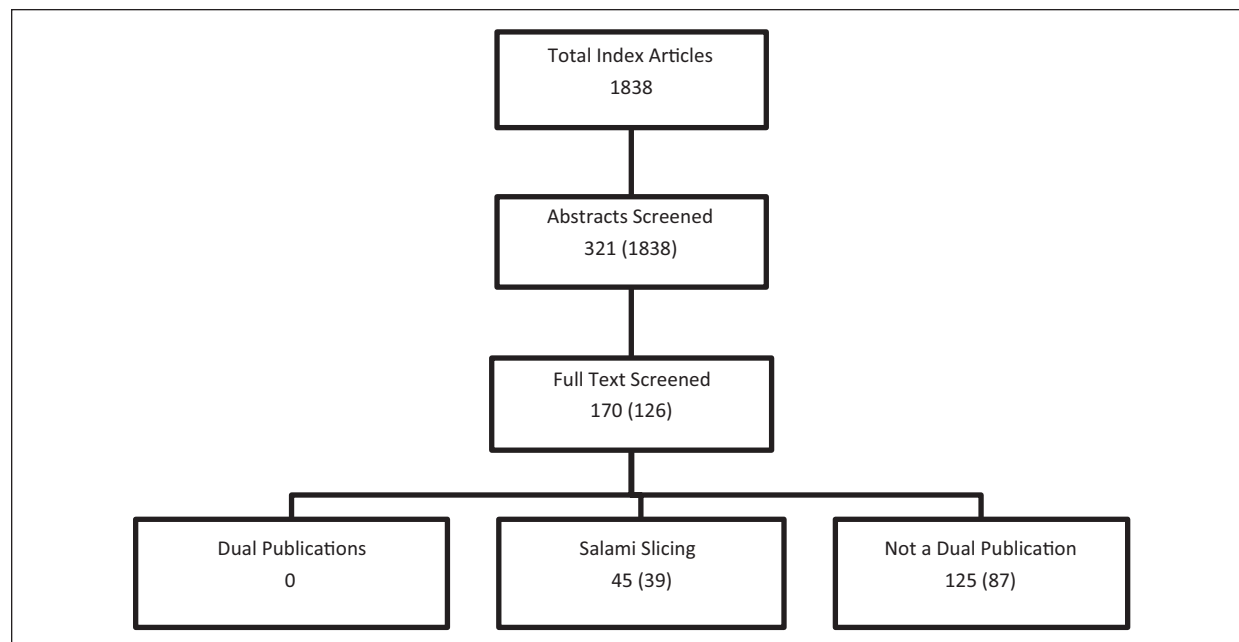 Total Index Articles
1838
Abstracts Screened
321 (1838)
Full Text Screened
170 (126)
Dual Publications
0
Salami Slicing
45 (39)
Not a Dual Publication
125 (87)